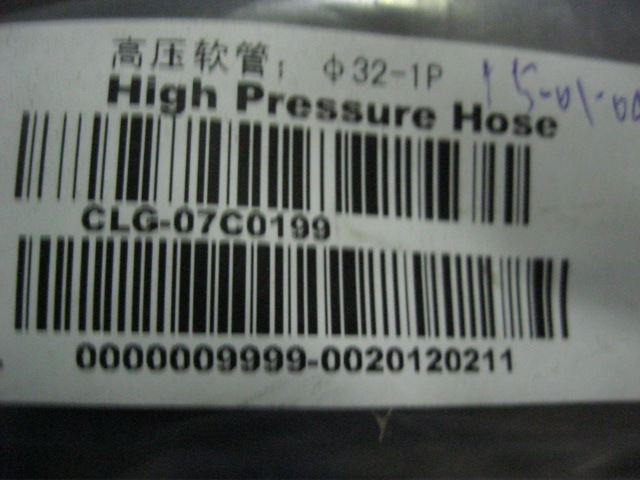 高压软管; Φ32-1P
High Pressure Hose
CLG-07C0199
0000009999-0020120211